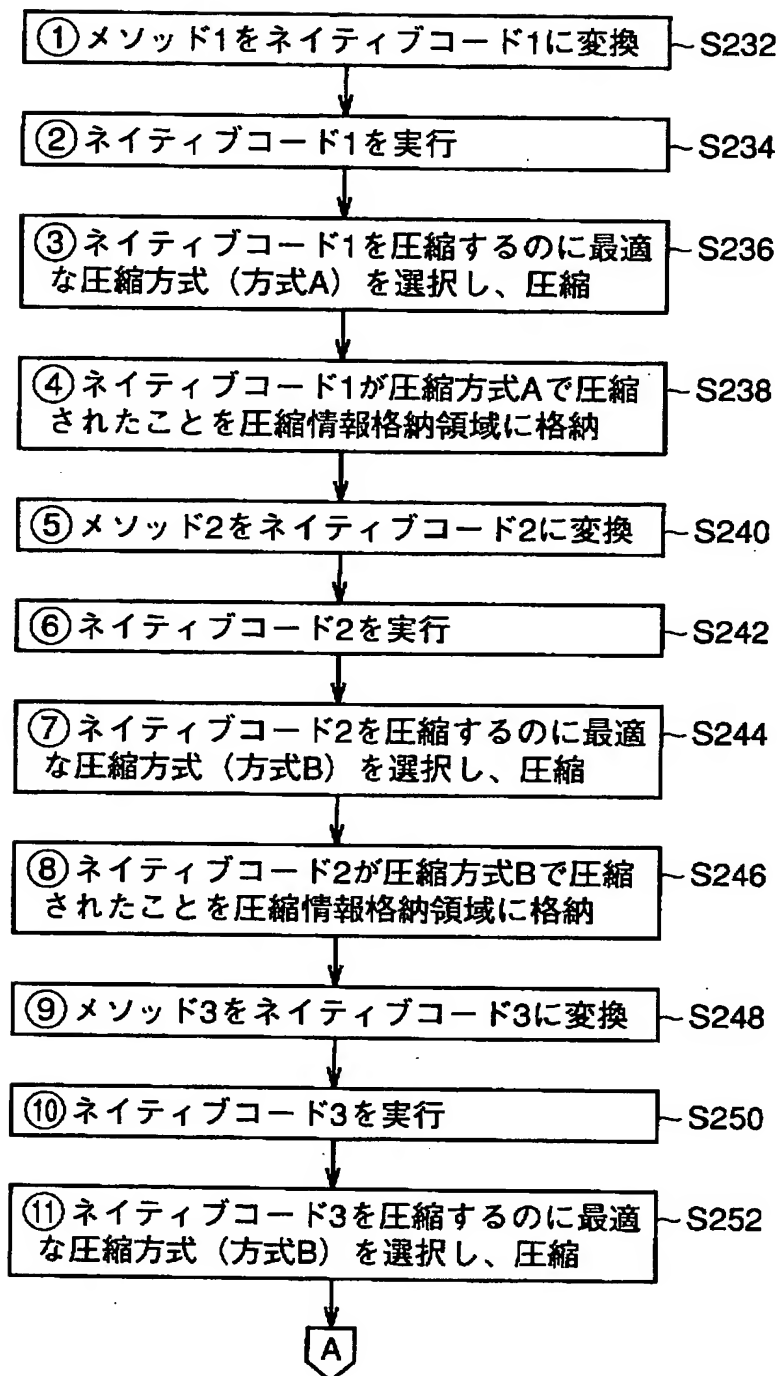 ①メソッド1をネイティブコード1に変換 ~S232
②ネイティブコード1を実行 ~S234
③ネイティブコード1を圧縮するのに最適 ~S236
な圧縮方式（方式A）を選択し、圧縮
④ネイティブコード1が圧縮方式Aで圧縮 ~S238
されたことを圧縮情報格納領域に格納
⑤メソッド2をネイティブコード2に変換 ~S240
⑥ネイティブコード2を実行 ~S242
⑦ネイティブコード2を圧縮するのに最適 ~S244
な圧縮方式（方式B）を選択し、圧縮
⑧ネイティブコード2が圧縮方式Bで圧縮 ~S246
されたことを圧縮情報格納領域に格納
⑨メソッド3をネイティブコード3に変換 ~S248
⑩ネイティブコード3を実行 ~S250
⑪ネイティブコード3を圧縮するのに最適 ~S252
な圧縮方式（方式B）を選択し、圧縮
A